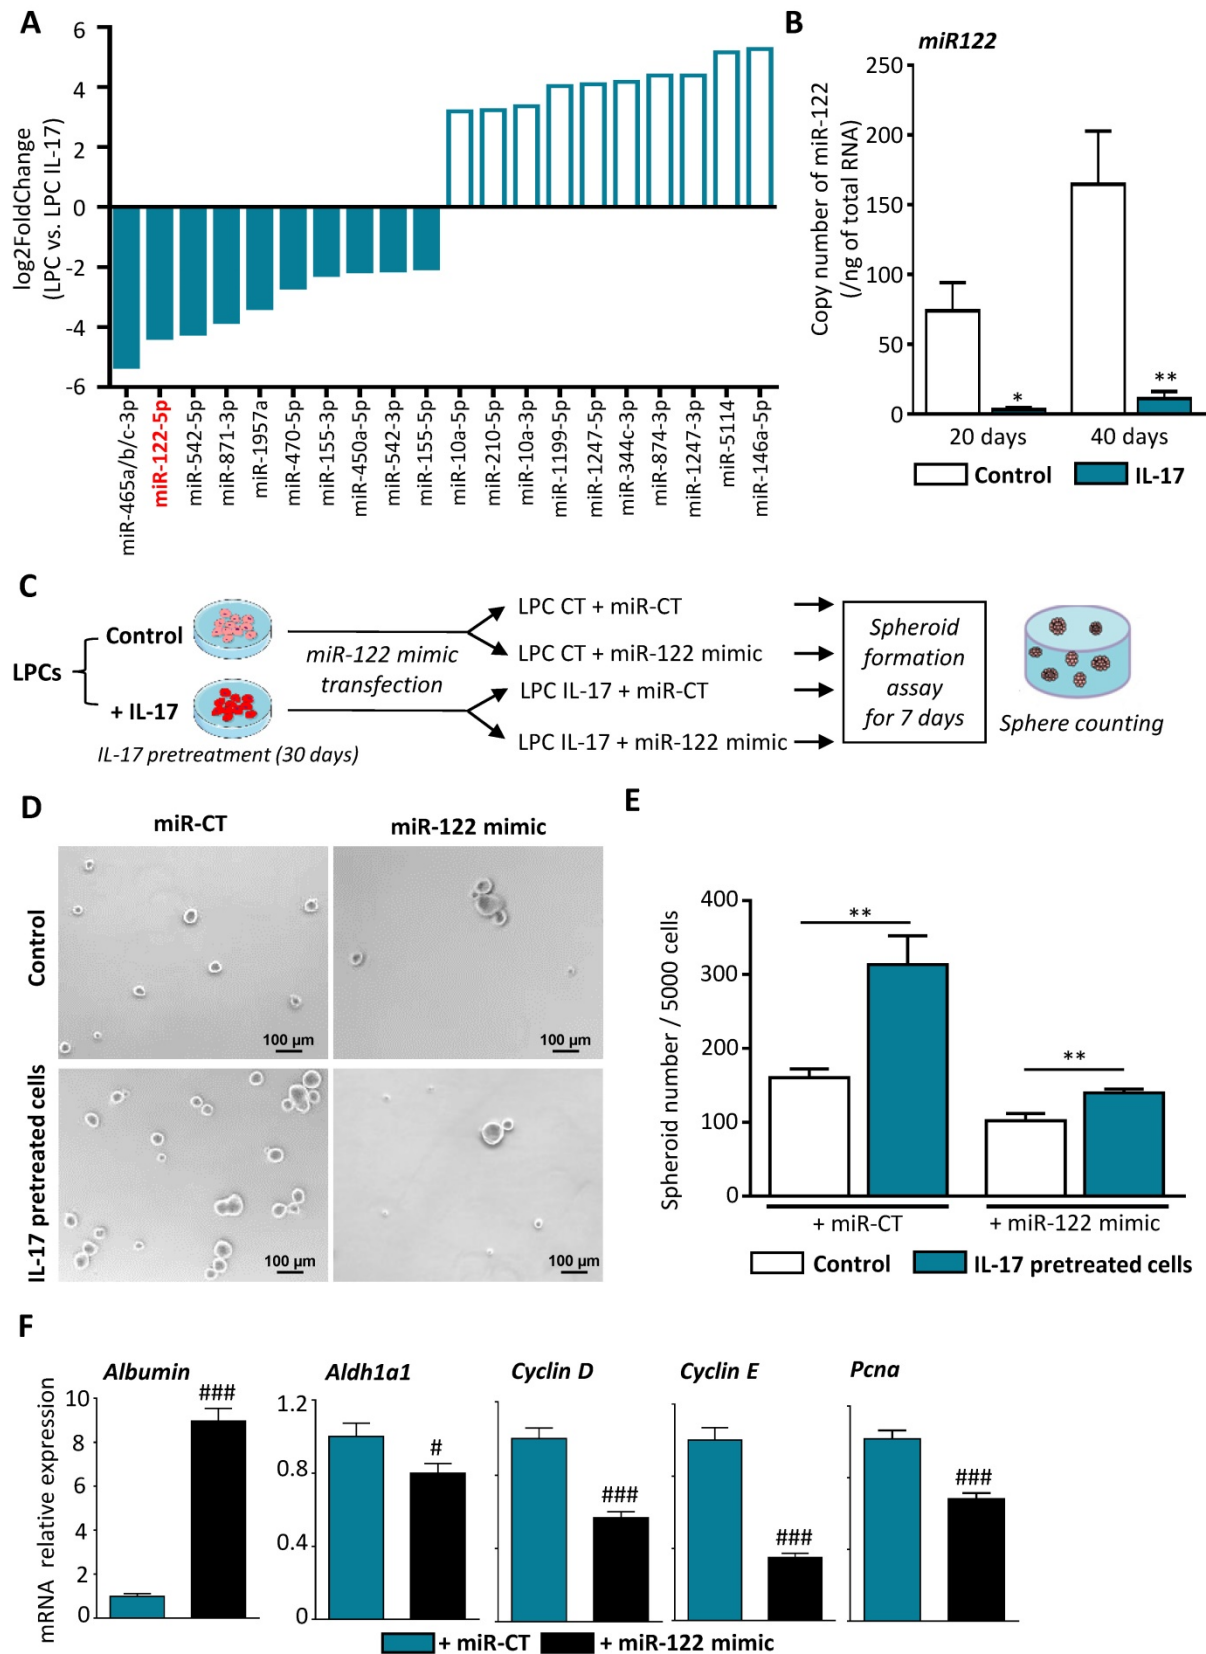 A
log2FoldChange
(LPC vs. LPC IL-17)
6
4
2
0
-2
-4
-6
miR-465a/b/c-3p
miR-122-5p
miR-542-5p
miR-871-3p
miR-1957a
miR-470-5p
miR-155-3p
miR-450a-5p
miR-542-3p
miR-155-5p
miR-10a-5p
miR-210-5p
miR-10a-3p
miR-1199-5p
miR-1247-5p
miR-344c-3p
miR-874-3p
miR-1247-3p
miR-5114
miR-146a-5p
B
miR122
Copy number of miR-122
(/ng of total RNA)
250
200
150
100
50
0
*
**
20 days 40 days
Control IL-17
C
LPCs
Control
+ IL-17
IL-17 pretreatment (30 days)
miR-122 mimic
transfection
LPC CT + miR-CT
LPC CT + miR-122 mimic
LPC IL-17 + miR-CT
LPC IL-17 + miR-122 mimic
Spheroid
formation
assay
for 7 days
Sphere counting
D
miR-CT miR-122 mimic
Control
100 µm 100 µm
IL-17 pretreated cells
100 µm 100 µm
E
Spheroid number / 5000 cells
400
300
200
100
0
**
**
+ miR-CT + miR-122 mimic
Control IL-17 pretreated cells
F
mRNA relative expression
Albumin
10
8
6
4
2
0
###
Aldh1a1
1.2
0.8
0.4
0
#
Cyclin D
###
Cyclin E
###
Pcna
###
+ miR-CT + miR-122 mimic